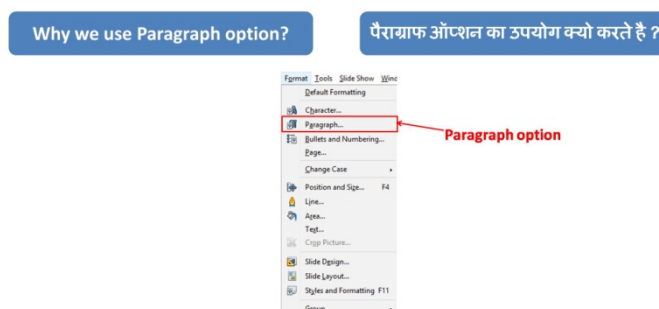 Why we use Paragraph option?
पैराग्राफ ऑप्शन का उपयोग क्यो करते है ?
Format Tools Slide Show Wind
Default Formatting
Character...
Paragraph...
Paragraph option
Bullets and Numbering...
Page...
Change Case
Position and Size... F4
Line...
Area...
Text...
Crop Picture...
Slide Design...
Slide Layout...
Styles and Formatting F11
Group